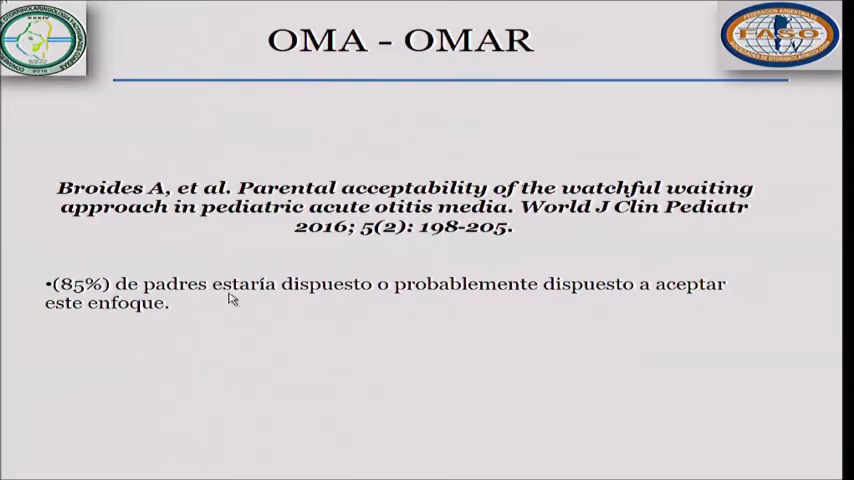 OMA - OMAR
FASO
Broides A, et al. Parental acceptability of the watchful waiting
approach in pediatric acute otitis media. World J Clin Pediatr
2016; 5(2): 198-205.
•(85%) de padres estaría dispuesto o probablemente dispuesto a aceptar
este enfoque.